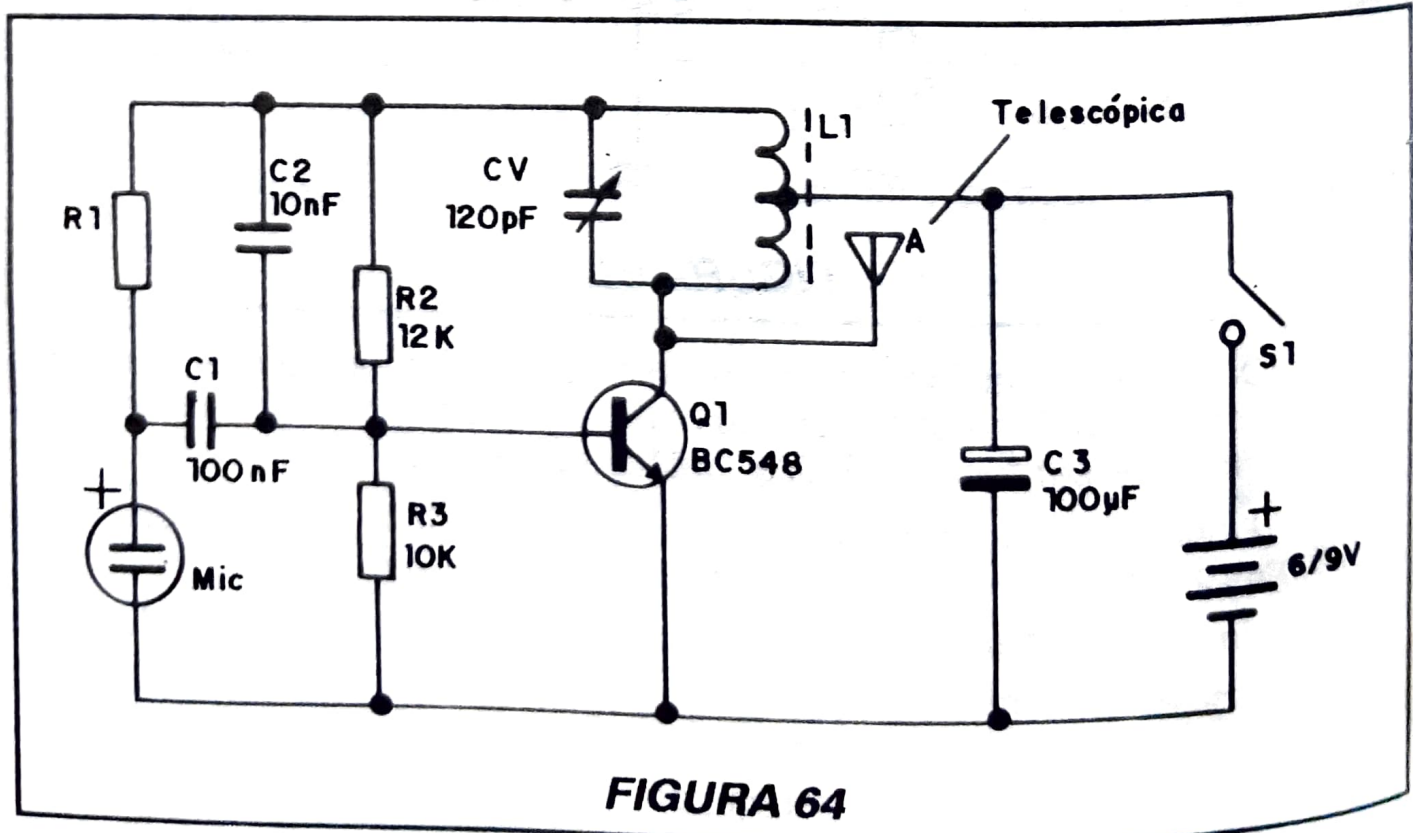 Telescópica
L1
C2
10nF
CV
120pF
R1
A
R2
12K
S1
C1
100nF
Q1
BC548
+
C3
100µF
+
R3
10K
6/9V
Mic
FIGURA 64